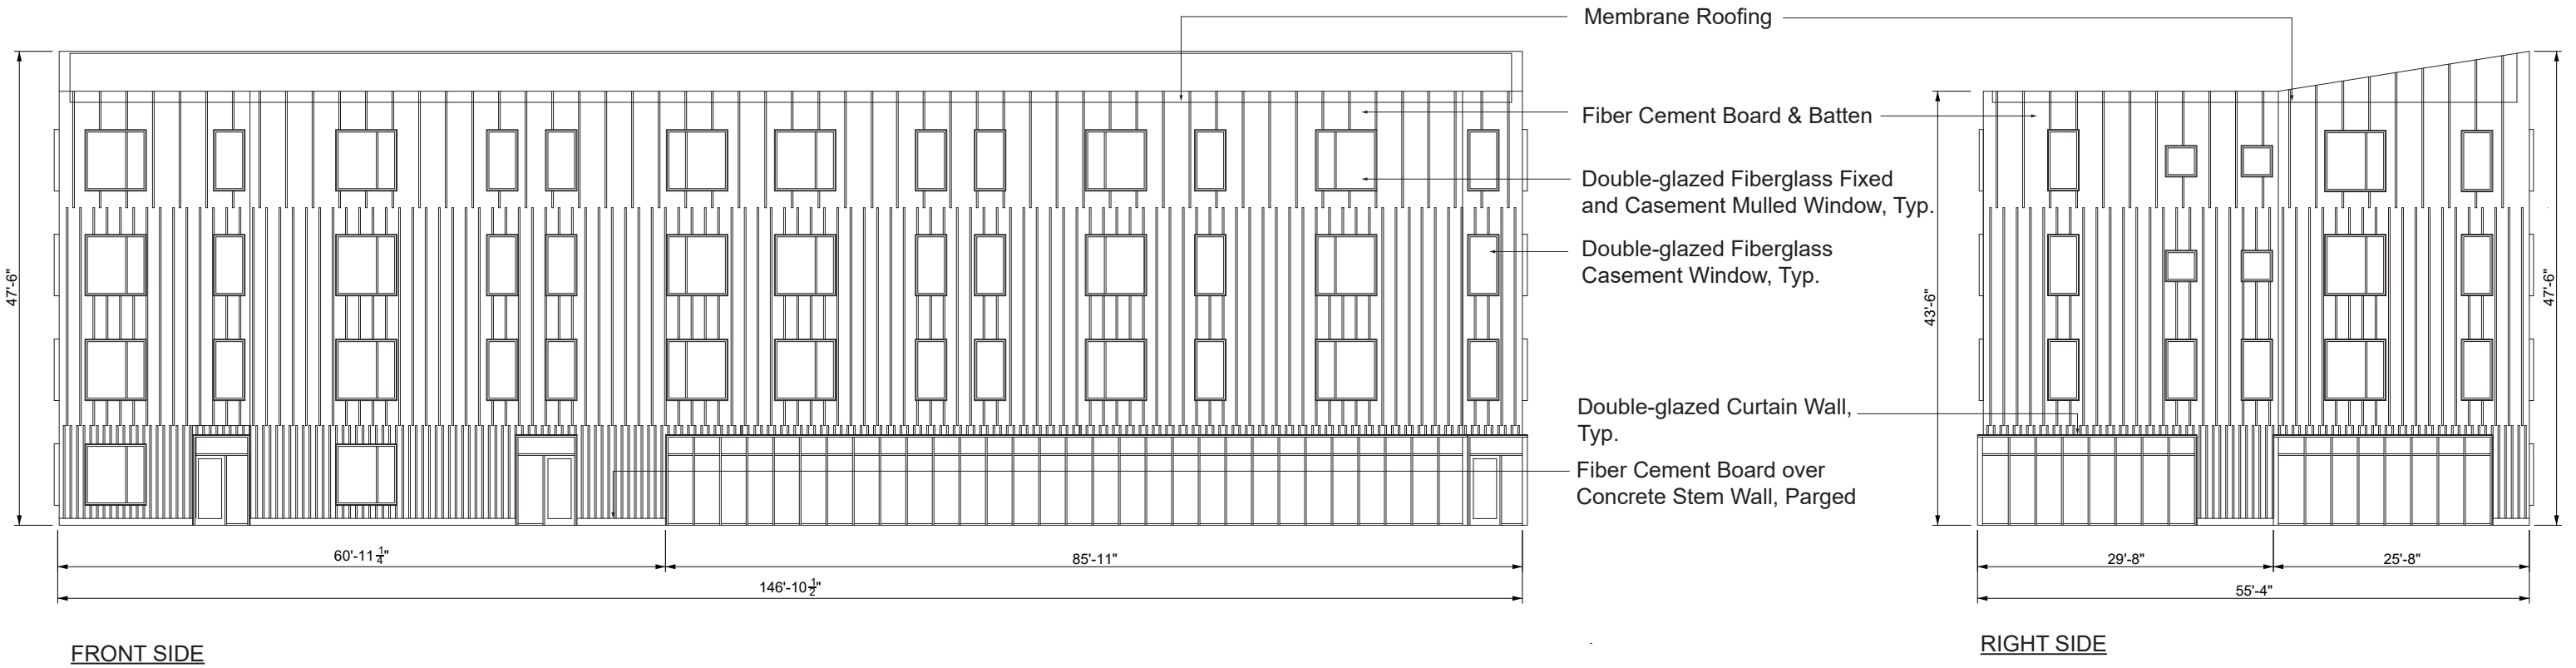 Membrane Roofing
Fiber Cement Board & Batten
Double-glazed Fiberglass Fixed
and Casement Mulled Window, Typ.
Double-glazed Fiberglass
Casement Window, Typ.
Double-glazed Curtain Wall,
Typ.
Fiber Cement Board over
Concrete Stem Wall, Parged
47'-6"
60'-11 1/4"
85'-11"
146'-10 1/2"
FRONT SIDE
43'-6"
47'-6"
29'-8"
25'-8"
55'-4"
RIGHT SIDE